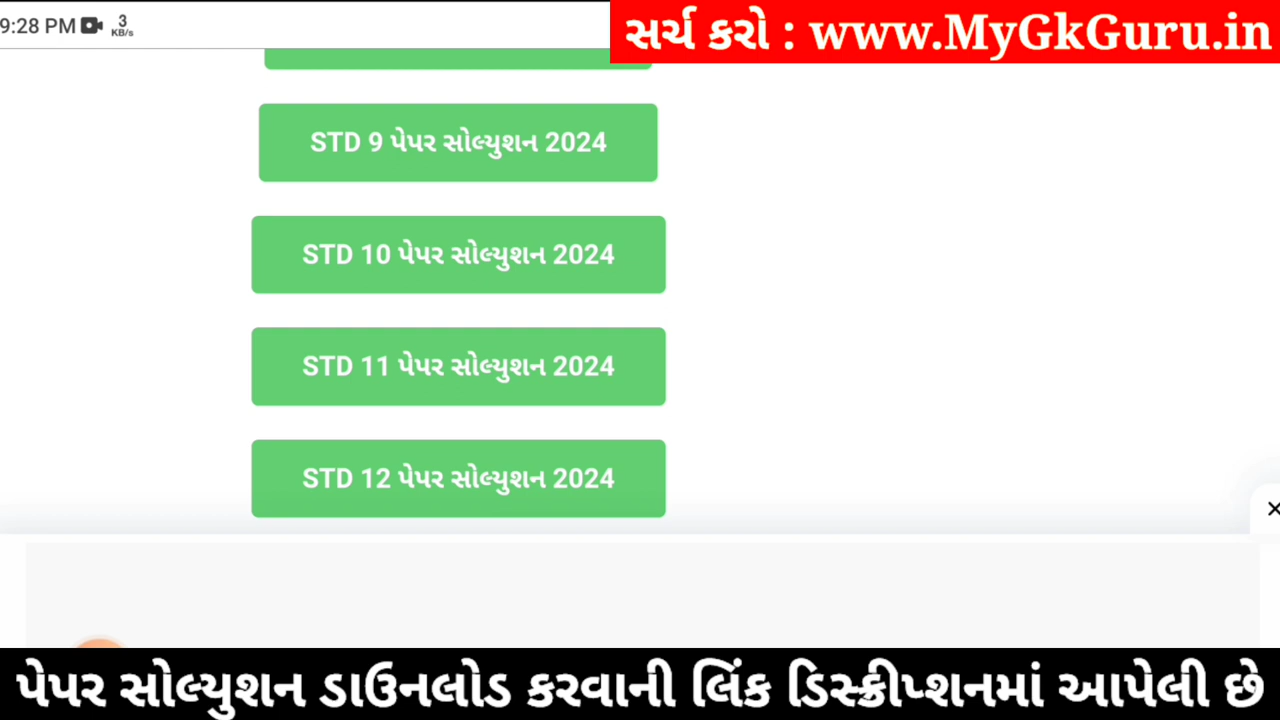 9:28 PM 3 KB/s
સર્ચ કરો : www.MyGkGuru.in
STD 9 પેપર સોલ્યુશન 2024
STD 10 પેપર સોલ્યુશન 2024
STD 11 પેપર સોલ્યુશન 2024
STD 12 પેપર સોલ્યુશન 2024
પેપર સોલ્યુશન ડાઉનલોડ કરવાની લિંક ડિસ્ક્રીપ્શનમાં આપેલી છે